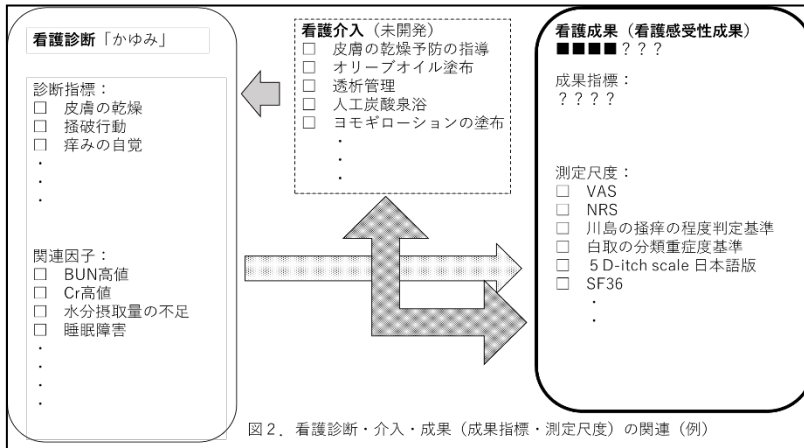 看護診断「かゆみ」
診断指標：
□ 皮膚の乾燥
□ 掻破行動
□ 痒みの自覚
・
・
・
関連因子：
□ BUN高値
□ Cr高値
□ 水分摂取量の不足
□ 睡眠障害
・
・
・
・
看護介入（未開発）
□ 皮膚の乾燥予防の指導
□ オリーブオイル塗布
□ 透析管理
□ 人工炭酸泉浴
□ ヨモギローションの塗布
・
・
・
看護成果（看護感受性成果）
■■■■？？？
成果指標：
？？？？
測定尺度：
□ VAS
□ NRS
□ 川島の掻痒の程度判定基準
□ 白取の分類重症度基準
□ ５D-itch scale 日本語版
□ SF36
・
・
図２．看護診断・介入・成果（成果指標・測定尺度）の関連（例）